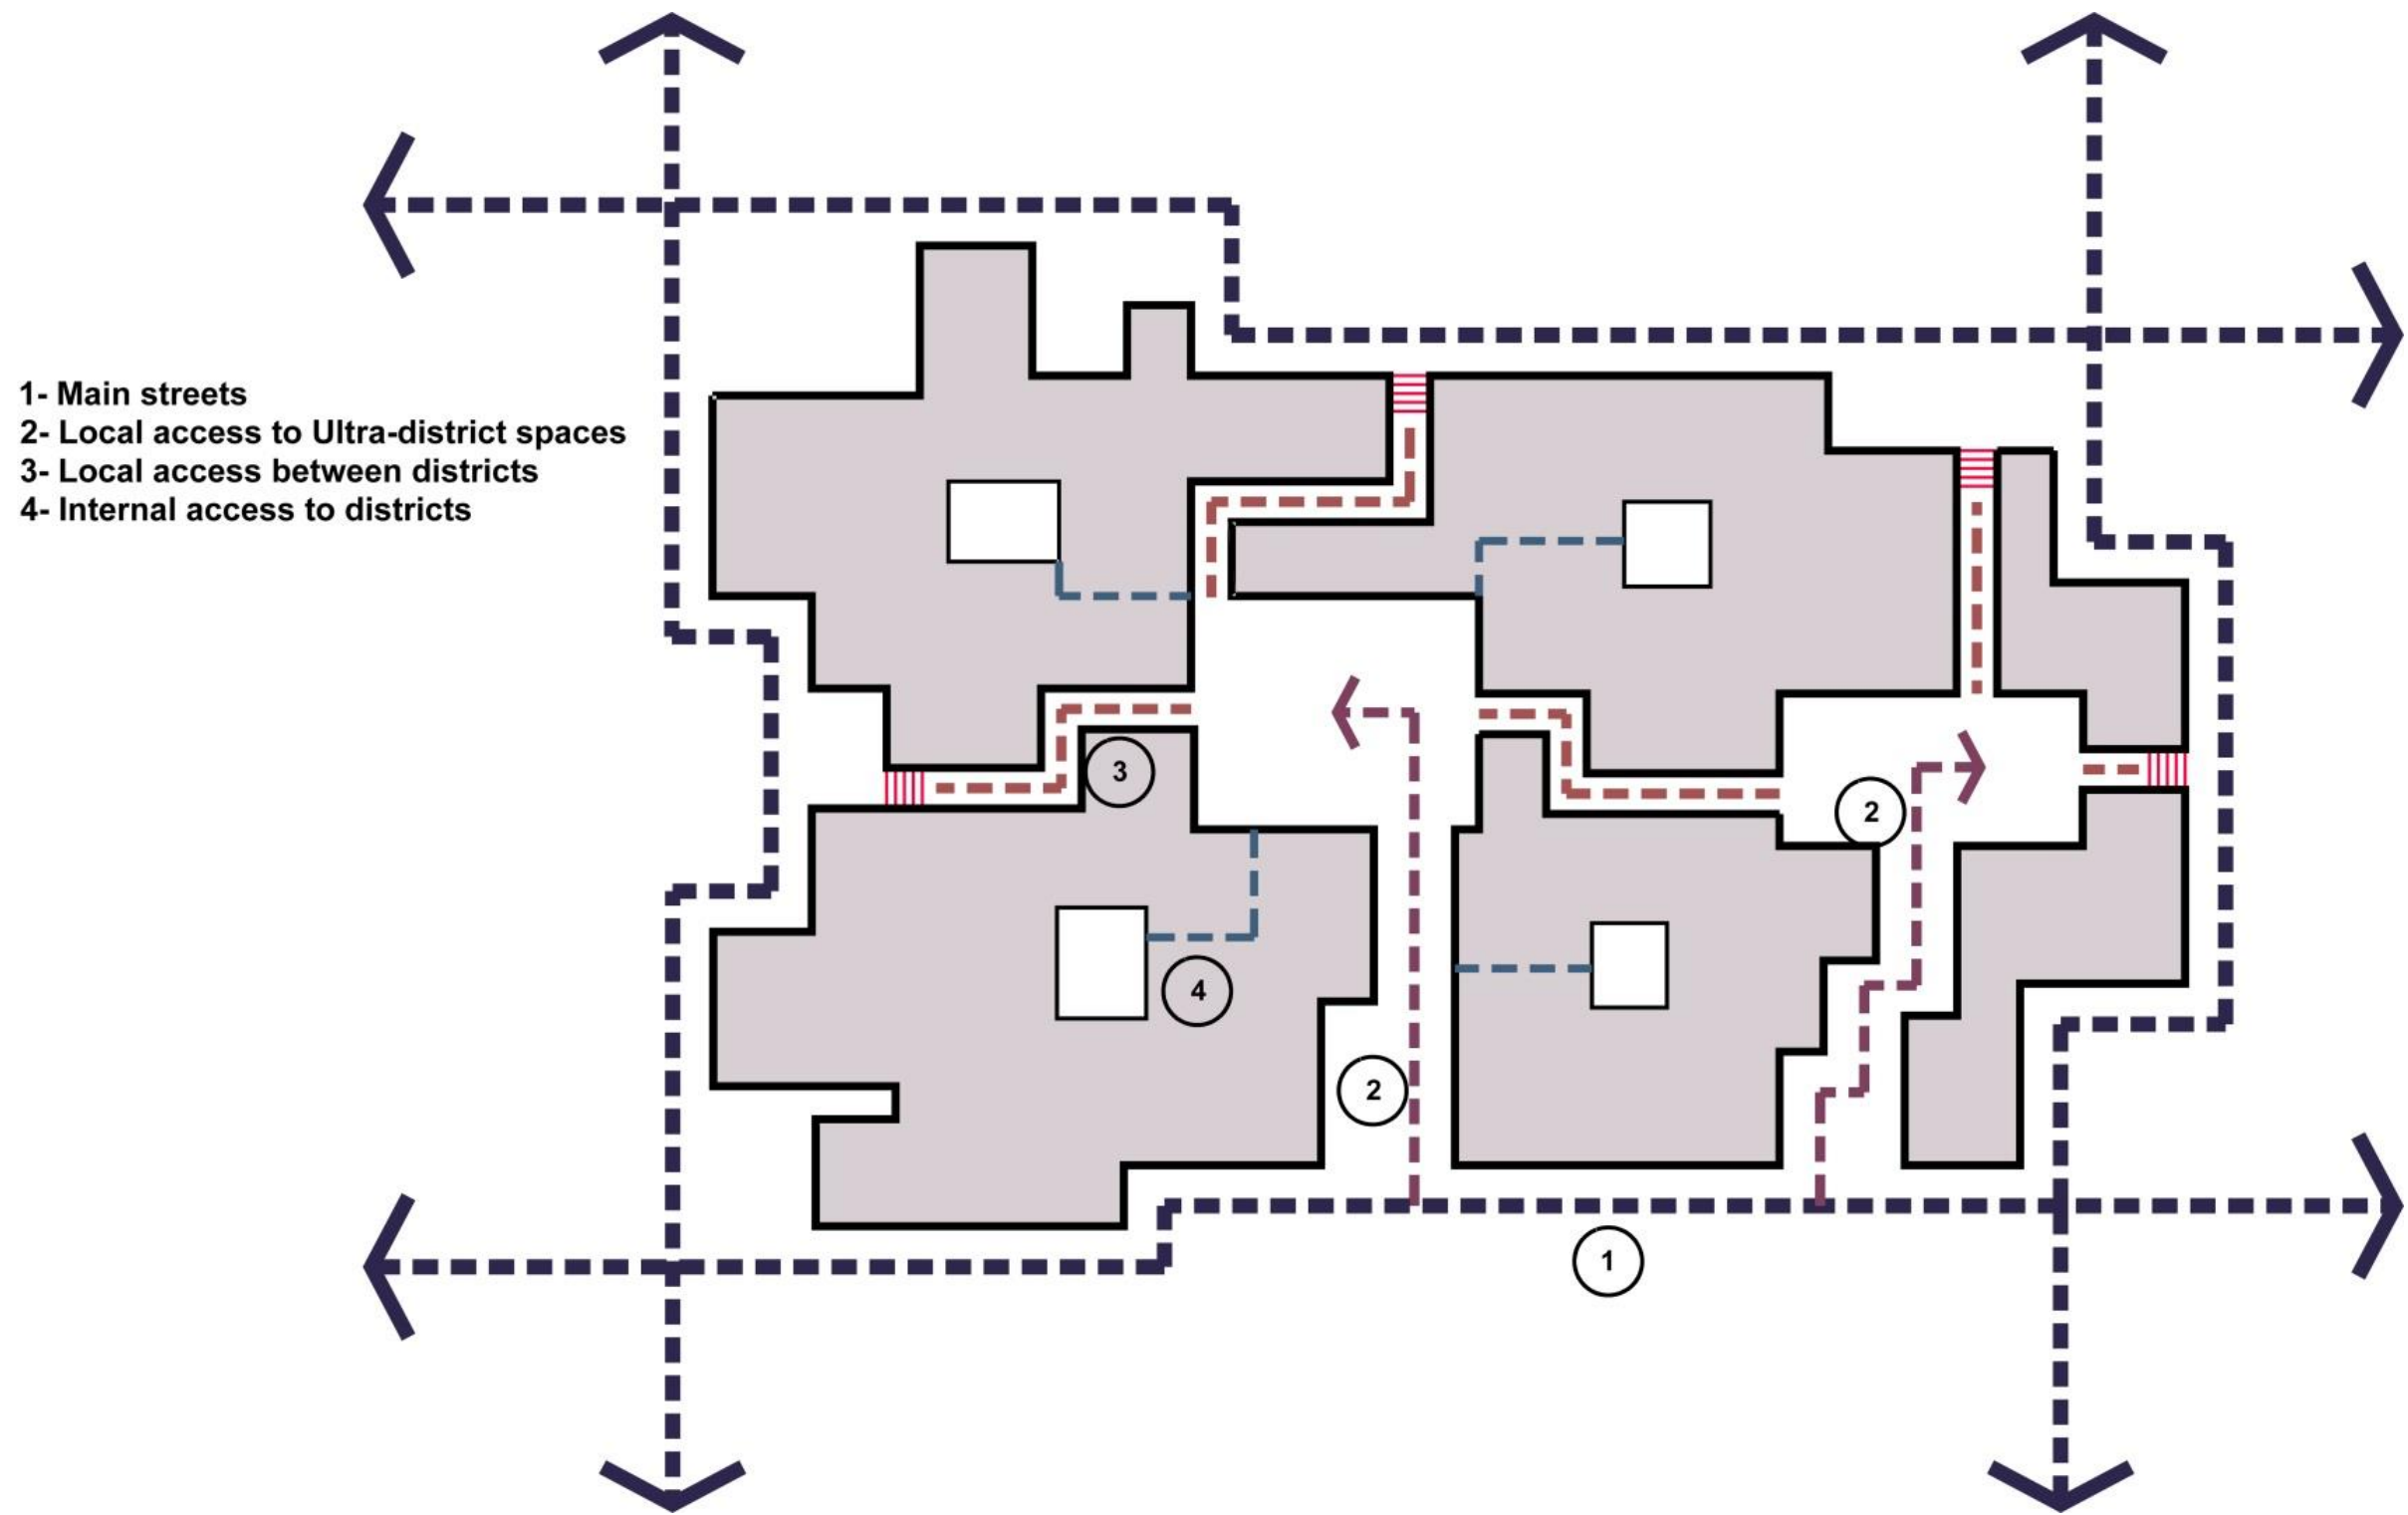 1- Main streets
2- Local access to Ultra-district spaces
3- Local access between districts
4- Internal access to districts
3
2
4
2
1